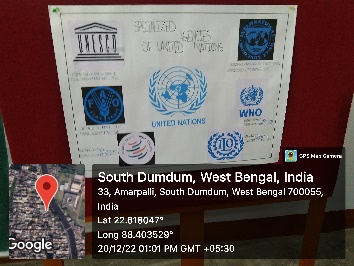 SPECIALISED
AGENCIES
OF UNITED NATIONS
UNESCO
FAO
UNITED NATIONS
WHO
ILO
GPS Map Camera
South Dumdum, West Bengal, India
33, Amarpalli, South Dumdum, West Bengal 700055,
India
Lat 22.618047°
Long 88.403529°
20/12/22 01:01 PM GMT +05:30
Google